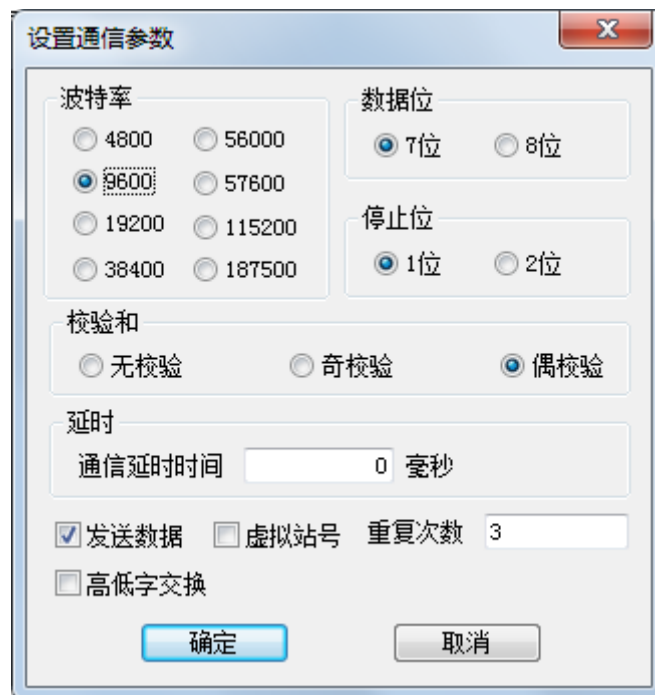 设置通信参数
波特率
4800 56000
9600 57600
19200 115200
38400 187500
数据位
7位 8位
停止位
1位 2位
校验和
无校验 奇校验 偶校验
延时
通信延时时间 0 毫秒
发送数据 虚拟站号 重复次数 3
高低字交换
确定 取消